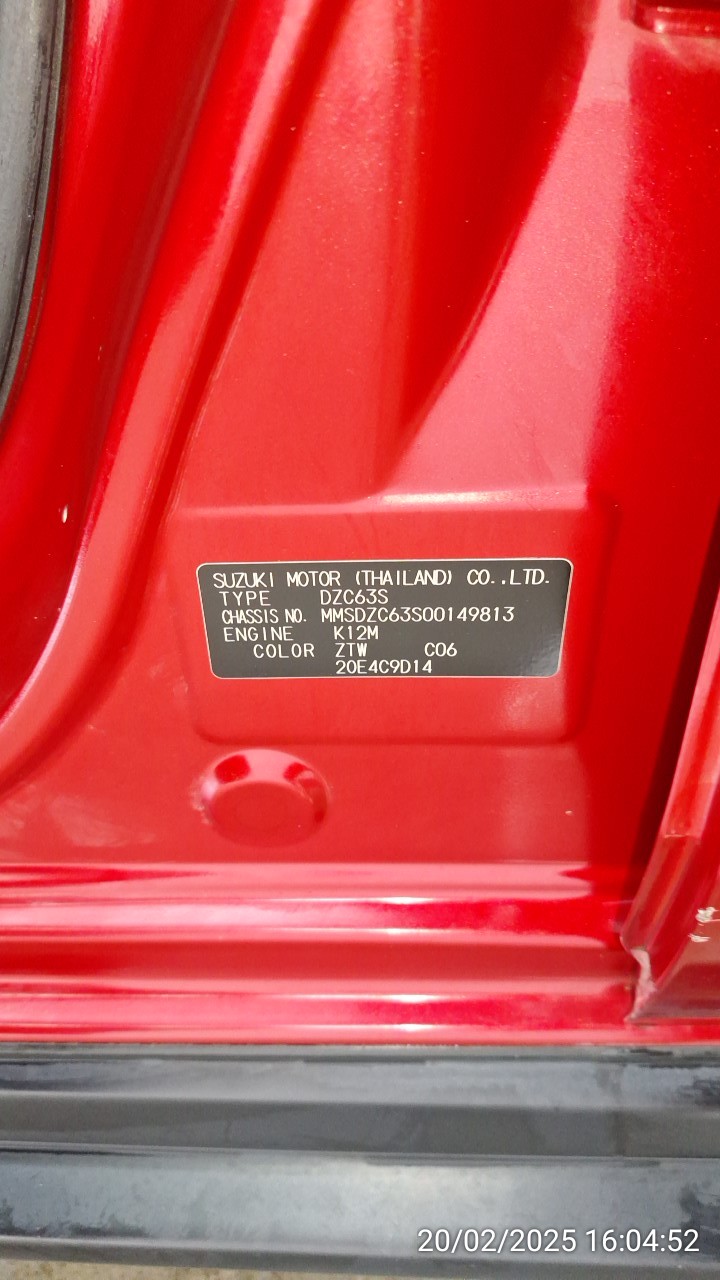 SUZUKI MOTOR (THAILAND) CO.,LTD.
TYPE DZC63S
CHASSIS NO. MMSDZC63S00149813
ENGINE K12M
COLOR ZTW C06
20E4C9D14
20/02/2025 16:04:52